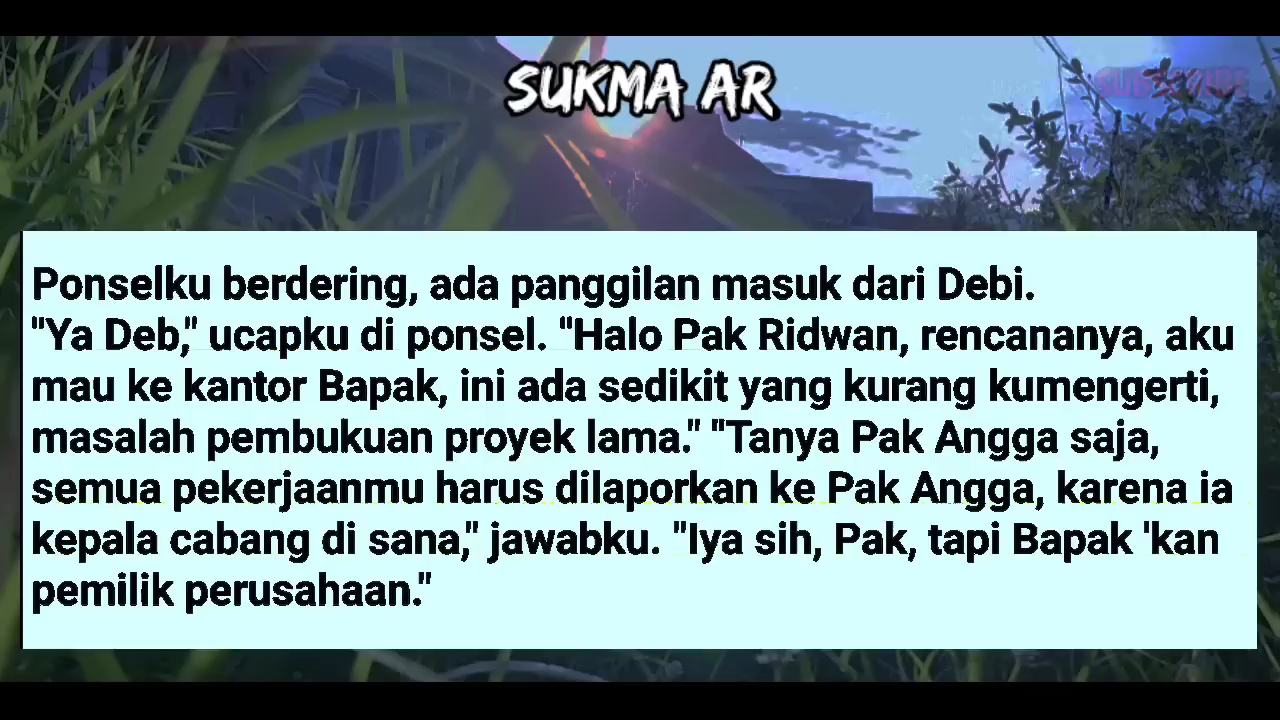 SUKMA AR
SUBSCRIBE
Ponselku berdering, ada panggilan masuk dari Debi.
"Ya Deb," ucapku di ponsel. "Halo Pak Ridwan, rencananya, aku
mau ke kantor Bapak, ini ada sedikit yang kurang kumengerti,
masalah pembukuan proyek lama." "Tanya Pak Angga saja,
semua pekerjaanmu harus dilaporkan ke Pak Angga, karena ia
kepala cabang di sana," jawabku. "Iya sih, Pak, tapi Bapak 'kan
pemilik perusahaan."